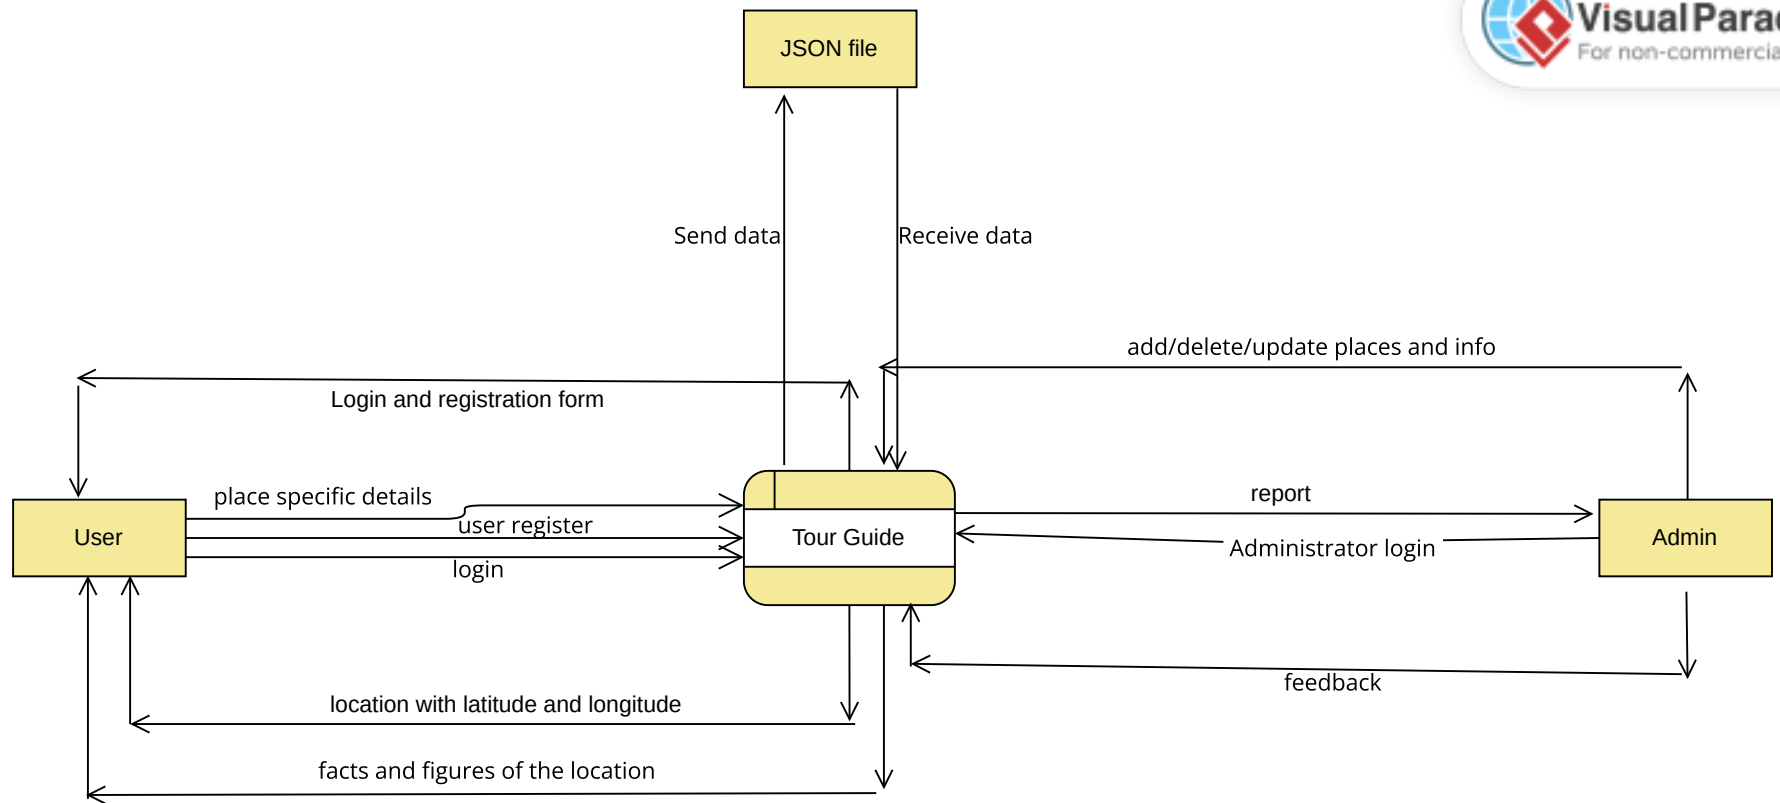 JSON file
VisualParad
For non-commercia
Send data
Receive data
add/delete/update places and info
Login and registration form
place specific details
report
user register
User
Tour Guide
Admin
Administrator login
login
feedback
location with latitude and longitude
facts and figures of the location